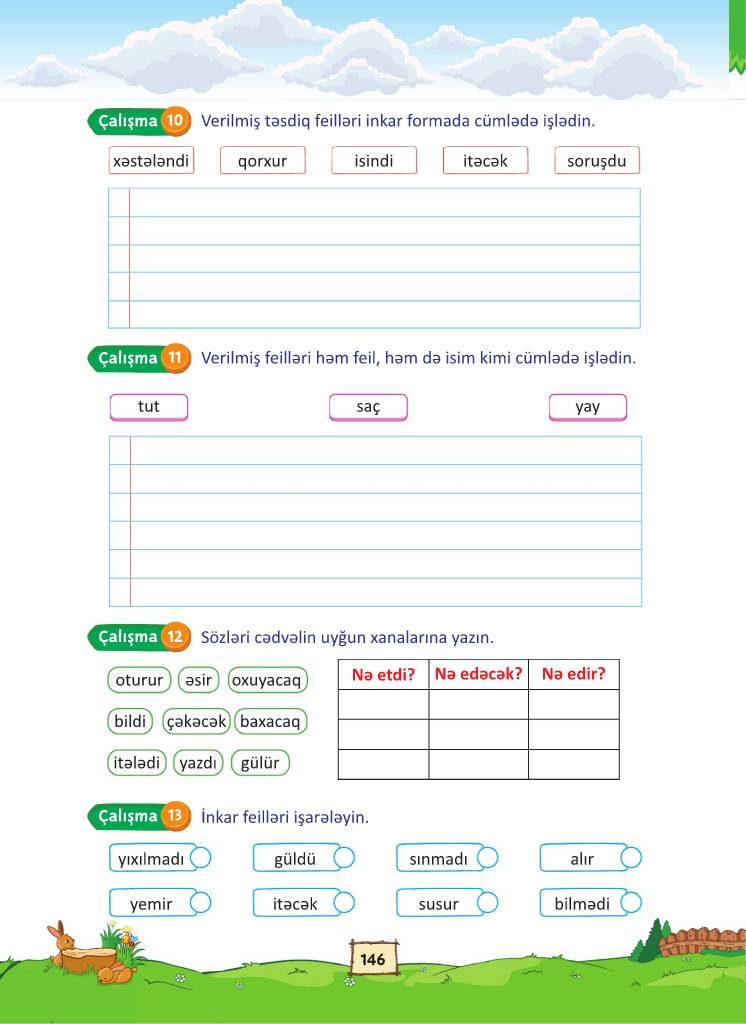 Çalışma 10 Verilmiş təsdiq feilləri inkar formada cümlədə işlədin.
xəstələndi qorxur isindi itəcək soruşdu
Çalışma 11 Verilmiş feilləri həm feil, həm də isim kimi cümlədə işlədin.
tut saç yay
Çalışma 12 Sözləri cədvəlin uyğun xanalarına yazın.
oturur əsir oxuyacaq
bildi çəkəcək baxacaq
itələdi yazdı gülür
Nə etdi? Nə edəcək? Nə edir?
Çalışma 13 İnkar feilləri işarələyin.
yıxılmadı güldü sınmadı alır
yemir itəcək susur bilmədi
146